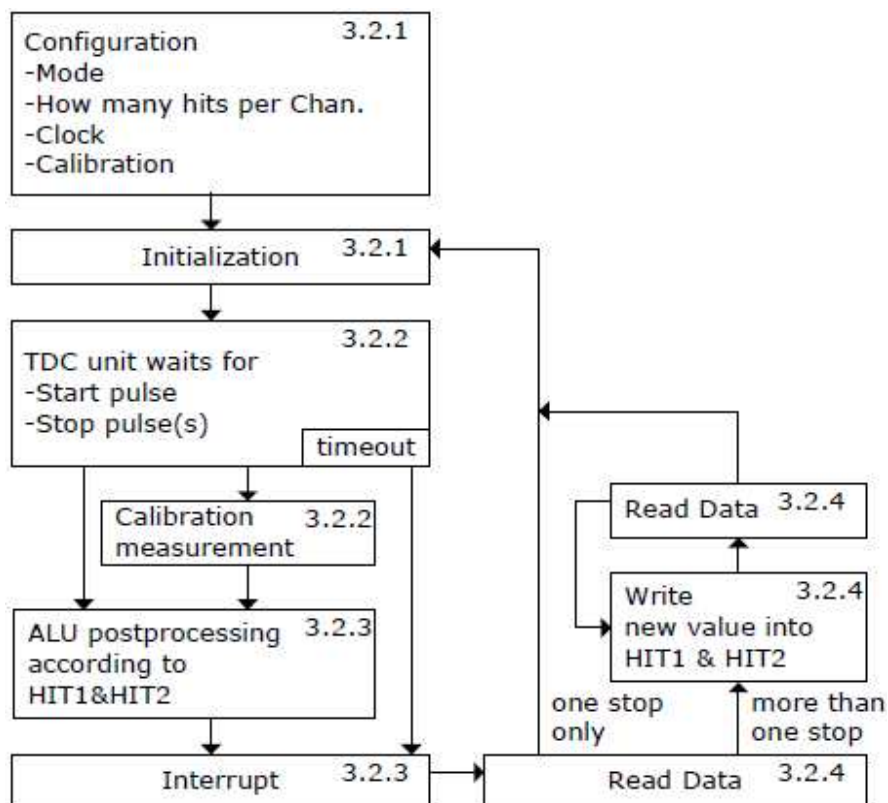 Configuration 3.2.1
-Mode
-How many hits per Chan.
-Clock
-Calibration
Initialization 3.2.1
3.2.2
TDC unit waits for
-Start pulse
-Stop pulse(s)
timeout
Calibration 3.2.2
measurement
ALU postprocessing 3.2.3
according to
HIT1&HIT2
Interrupt 3.2.3
Read Data 3.2.4
one stop
only
more than
one stop
Write 3.2.4
new value into
HIT1 & HIT2
Read Data 3.2.4